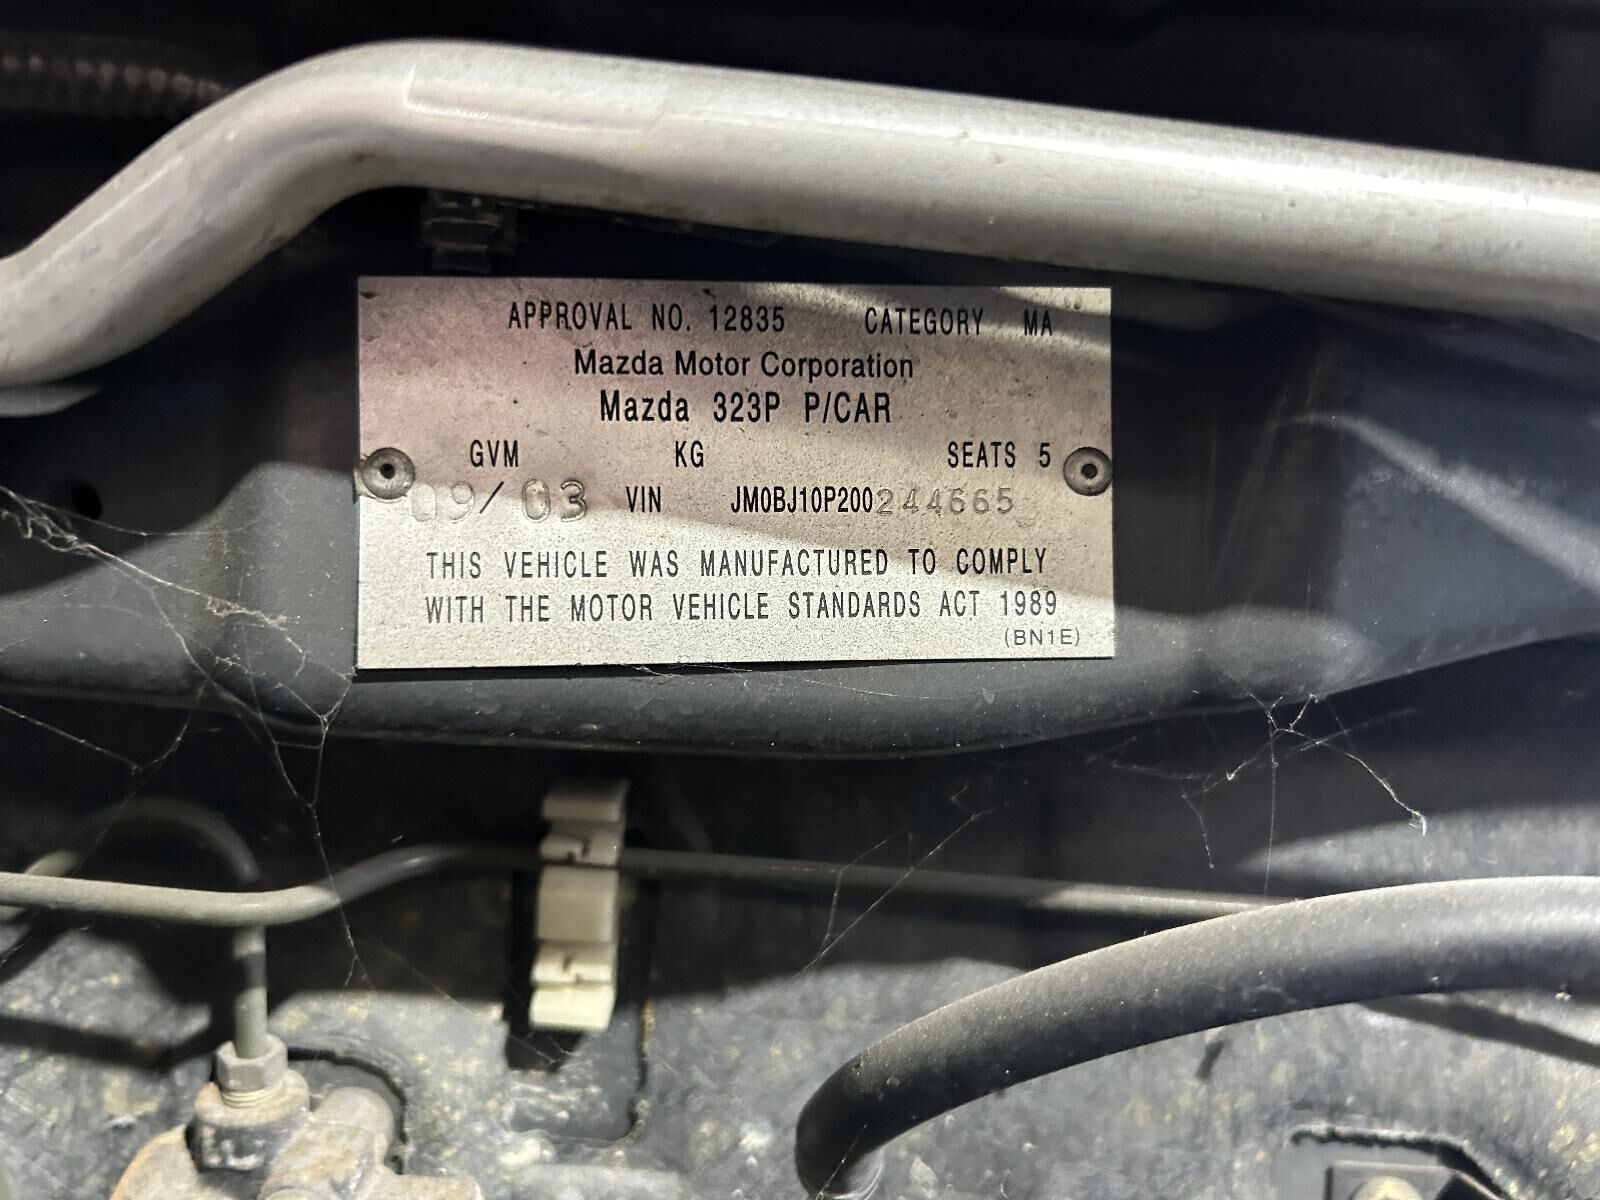 APPROVAL NO. 12835 CATEGORY MA
Mazda Motor Corporation
Mazda 323P P/CAR
GVM KG SEATS 5
09/03 VIN JM0BJ10P200244665
THIS VEHICLE WAS MANUFACTURED TO COMPLY
WITH THE MOTOR VEHICLE STANDARDS ACT 1989
(BN1E)